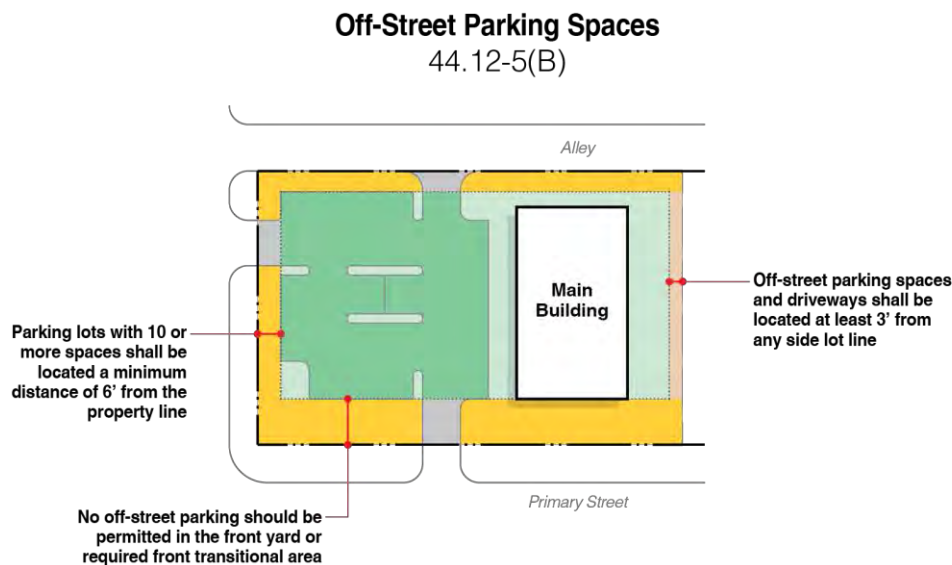 Off-Street Parking Spaces
44.12-5(B)
Alley
Main
Building
Off-street parking spaces
and driveways shall be
located at least 3’ from
any side lot line
Parking lots with 10 or
more spaces shall be
located a minimum
distance of 6’ from the
property line
Primary Street
No off-street parking should be
permitted in the front yard or
required front transitional area